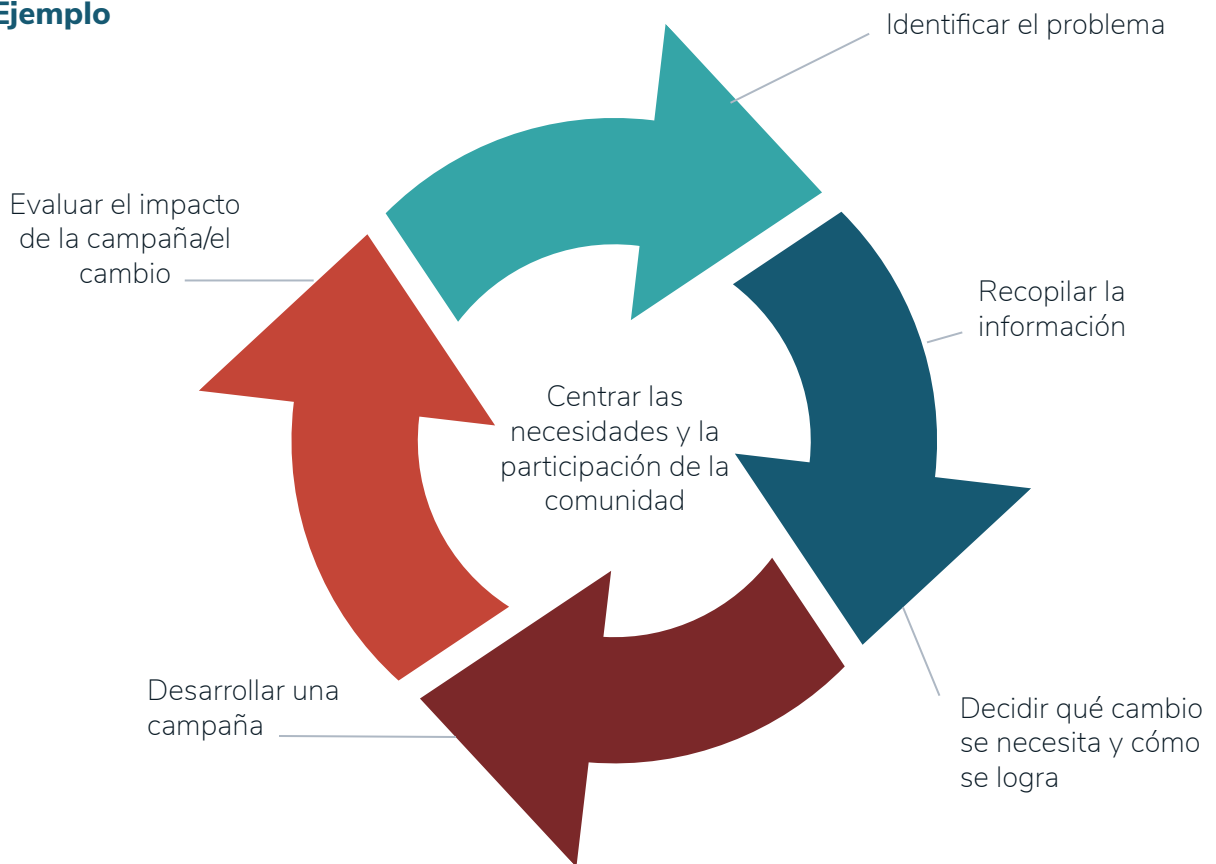 Ejemplo
Identificar el problema
Recopilar la
información
Decidir qué cambio
se necesita y cómo
se logra
Desarrollar una
campaña
Evaluar el impacto
de la campaña/el
cambio
Centrar las
necesidades y la
participación de la
comunidad